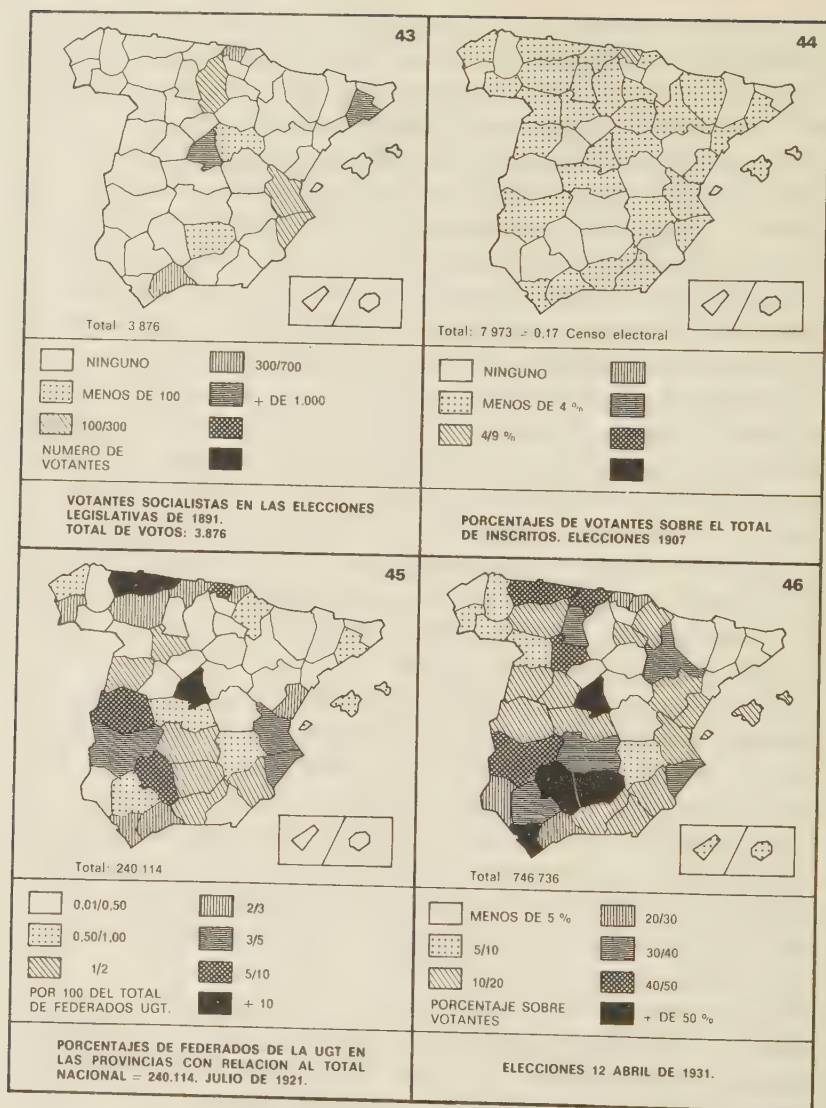 43
Total 3 876
NINGUNO
MENOS DE 100
100/300
300/700
+ DE 1.000
NUMERO DE
VOTANTES
VOTANTES SOCIALISTAS EN LAS ELECCIONES
LEGISLATIVAS DE 1891.
TOTAL DE VOTOS: 3.876
44
Total: 7 973 = 0,17 Censo electoral
NINGUNO
MENOS DE 4 %
4/9 %
PORCENTAJES DE VOTANTES SOBRE EL TOTAL
DE INSCRITOS. ELECCIONES 1907
45
Total: 240 114
0,01/0,50
0,50/1,00
1/2
2/3
3/5
5/10
+ 10
POR 100 DEL TOTAL
DE FEDERADOS UGT.
PORCENTAJES DE FEDERADOS DE LA UGT EN
LAS PROVINCIAS CON RELACION AL TOTAL
NACIONAL = 240.114. JULIO DE 1921.
46
Total 746 736
MENOS DE 5 %
5/10
10/20
20/30
30/40
40/50
+ DE 50 %
PORCENTAJE SOBRE
VOTANTES
ELECCIONES 12 ABRIL DE 1931.